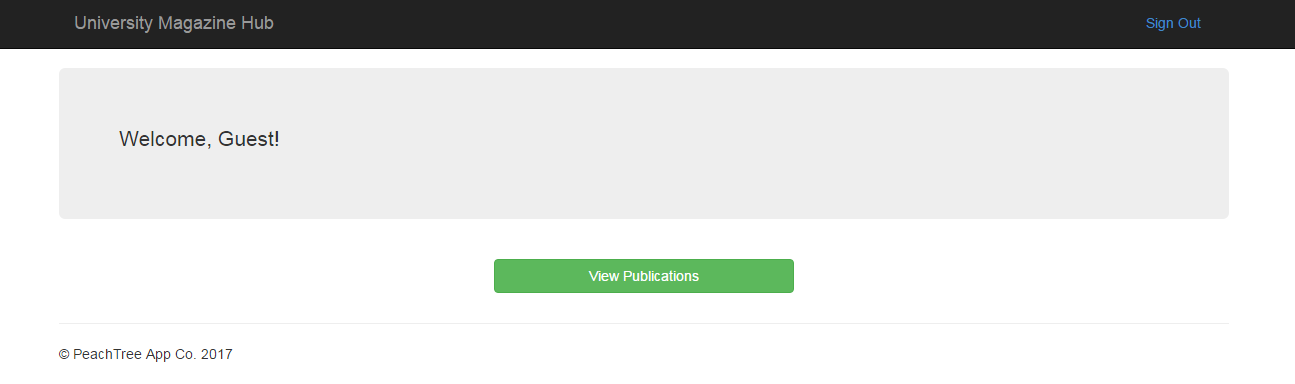 University Magazine Hub
Sign Out
Welcome, Guest!
View Publications
© PeachTree App Co. 2017